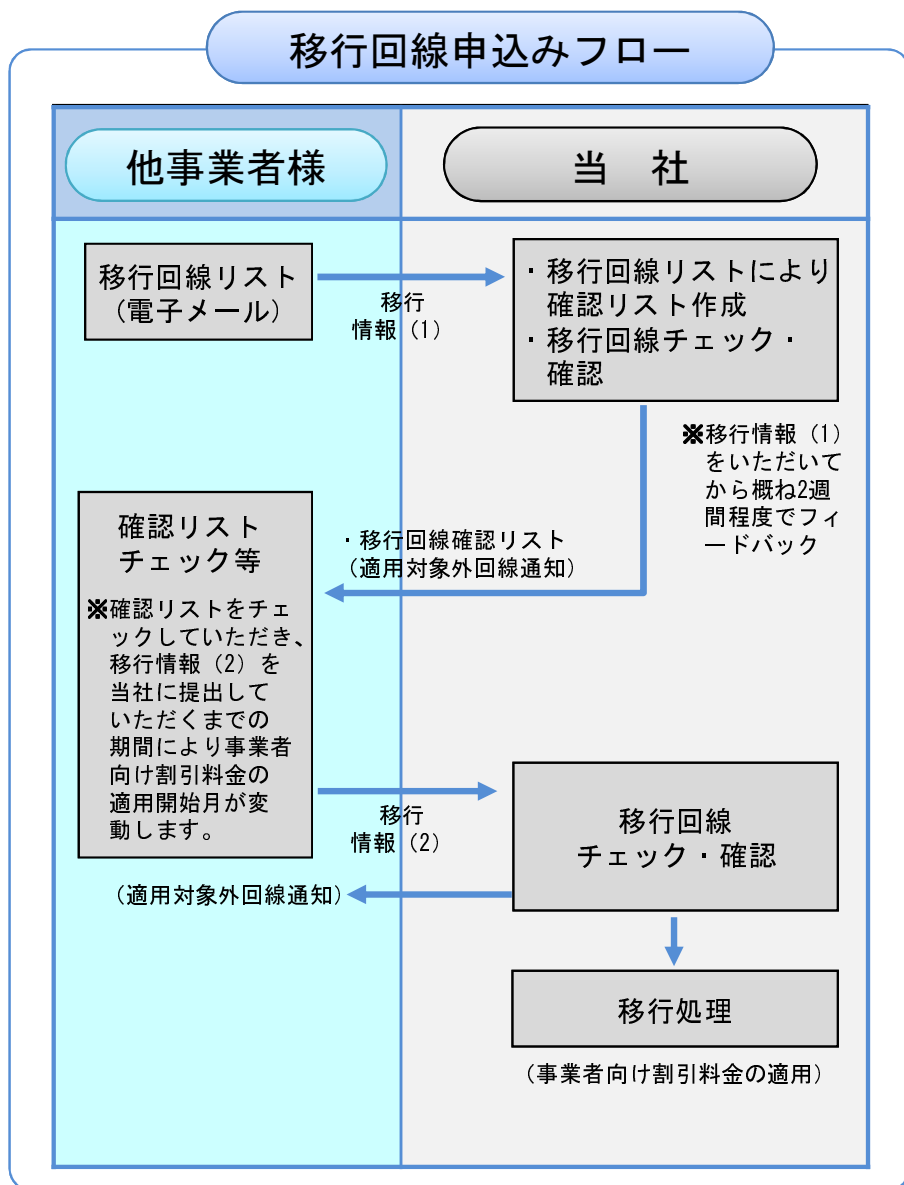 移行回線申込みフロー
他事業者様
当 社
移行回線リスト
(電子メール)
移行
情報(1)
・移行回線リストにより
確認リスト作成
・移行回線チェック・
確認
※移行情報(1)
をいただいて
から概ね2週
間程度でフィ
ードバック
・移行回線確認リスト
(適用対象外回線通知)
確認リスト
チェック等
※確認リストをチェ
ックしていただき、
移行情報(2)を
当社に提出して
いただくまでの
期間により事業者
向け割引料金の
適用開始月が変
動します。
移行
情報(2)
移行回線
チェック・確認
(適用対象外回線通知)
移行処理
(事業者向け割引料金の適用)